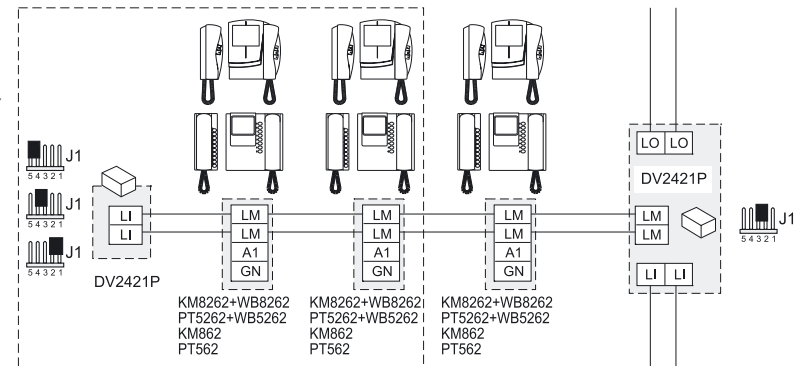 LO LO
DV2421P
J1
5 4 3 2 1
J1
5 4 3 2 1
J1
5 4 3 2 1
LI
LI
DV2421P
LM
LM
A1
GN
LM
LM
A1
GN
LM
LM
A1
GN
LM
LM
J1
5 4 3 2 1
LI LI
KM8262+WB8262
PT5262+WB5262
KM862
PT562
KM8262+WB8262
PT5262+WB5262
KM862
PT562
KM8262+WB8262
PT5262+WB5262
KM862
PT562